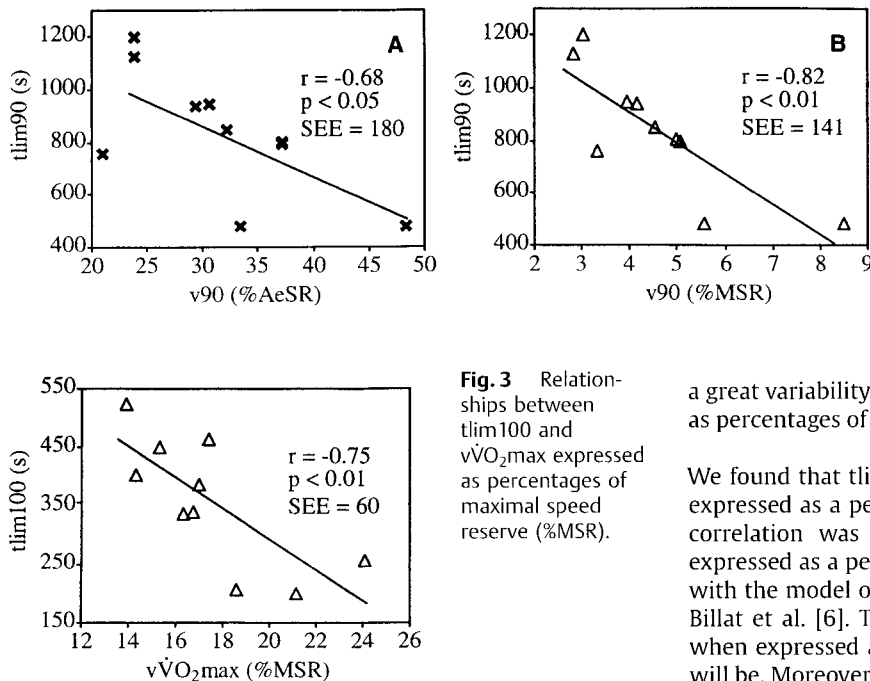 1200
1000
800
600
400
tlim90 (s)
A
r = -0.68
p < 0.05
SEE = 180
20 25 30 35 40 45 50
v90 (%AeSR)
1200
1000
800
600
400
tlim90 (s)
B
r = -0.82
p < 0.01
SEE = 141
2 3 4 5 6 7 8 9
v90 (%MSR)
550
450
350
250
150
tlim100 (s)
r = -0.75
p < 0.01
SEE = 60
12 14 16 18 20 22 24 26
vV̇O₂max (%MSR)
Fig. 3 Relation-
ships between
tlim100 and
vV̇O₂max expressed
as percentages of
maximal speed
reserve (%MSR).
a great variability
as percentages of
We found that tli
expressed as a pe
correlation was
expressed as a pe
with the model o
Billat et al. [6]. T
when expressed a
will be. Moreover